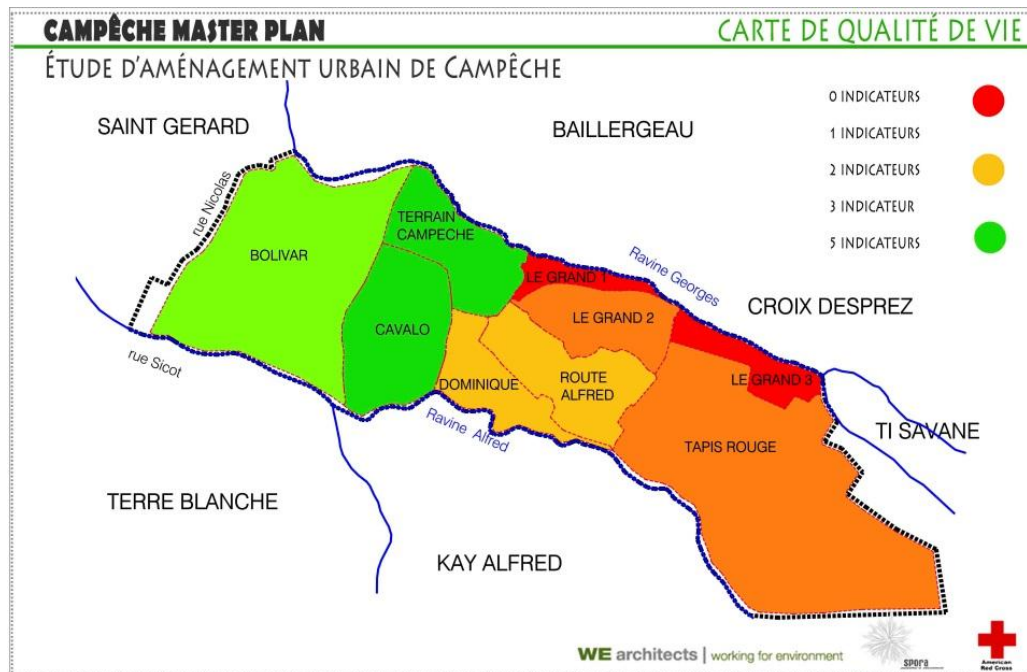 CAMPÊCHE MASTER PLAN
CARTE DE QUALITÉ DE VIE
ÉTUDE D'AMÉNAGEMENT URBAIN DE CAMPÊCHE
0 INDICATEURS
1 INDICATEURS
2 INDICATEURS
3 INDICATEUR
5 INDICATEURS
SAINT GERARD
BAILLERGEAU
rue Nicolas
TERRAIN
CAMPECHE
BOLIVAR
Ravine Georges
LE GRAND 1
CROIX DESPREZ
LE GRAND 2
CAVALO
rue Sicot
DOMINIQUE
ROUTE
ALFRED
LE GRAND 3
Ravine Alfred
TI SAVANE
TAPIS ROUGE
TERRE BLANCHE
KAY ALFRED
WE architects | working for environment
spora
American
Red Cross